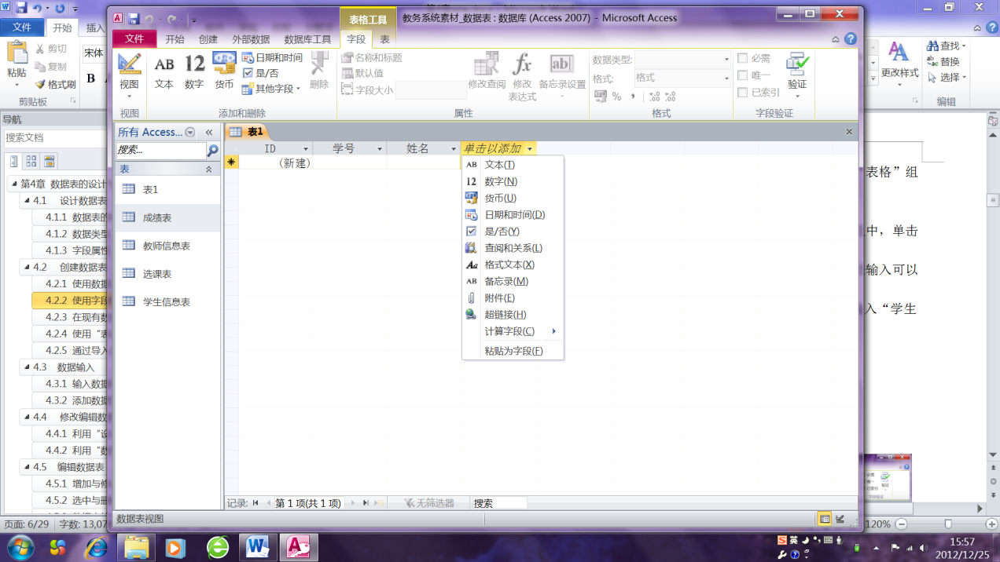 表格工具
教务系统素材_数据表 : 数据库 (Access 2007) - Microsoft Access
文件
开始
插入
文件
开始
创建
外部数据
数据库工具
字段
表
粘贴
剪切
复制
格式刷
剪贴板
宋体
B
视图
视图
AB
文本
12
数字
货币
日期和时间
是/否
其他字段
删除
添加和删除
名称和标题
默认值
字段大小
修改查阅
fx
修改
表达式
ab
备忘录设置
属性
数据类型:
格式:
格式
%
格式
必需
唯一
已索引
验证
字段验证
更改样式
查找
替换
选择
编辑
导航
搜索文档
第4章 数据表的设计
4.1 设计数据表
4.1.1 数据表的
4.1.2 数据类型
4.1.3 字段属性
4.2 创建数据表
4.2.1 使用数据
4.2.2 使用字段
4.2.3 在现有数
4.2.4 使用“表
4.2.5 通过导入
4.3 数据输入
4.3.1 输入数据
4.3.2 添加数据
4.4 修改编辑数
4.4.1 利用“设
4.4.2 利用“数
4.5 编辑数据表
4.5.1 增加与修
4.5.2 选中与删
所有 Access...
搜索...
表
表1
成绩表
教师信息表
选课表
学生信息表
表1
ID
学号
姓名
单击以添加
(新建)
AB 文本(T)
12 数字(N)
货币(U)
日期和时间(D)
是/否(Y)
查阅和关系(L)
Aa 格式文本(X)
AB 备忘录(M)
附件(E)
超链接(H)
计算字段(C)
粘贴为字段(F)
表格”组
中，单击
输入可以
入“学生
记录:
第 1 项(共 1 项)
无筛选器
搜索
数据表视图
页面: 6/29
字数: 13,07
120%
英
15:57
2012/12/25